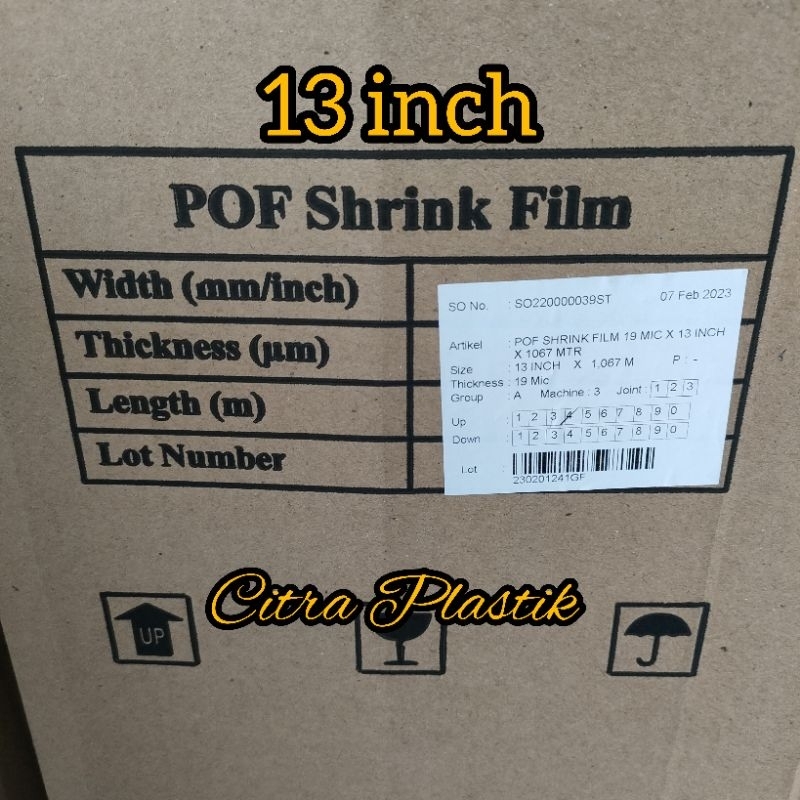 13 inch
POF Shrink Film
Width (mm/inch)
Thickness (µm)
Length (m)
Lot Number
SO No. : SO220000039ST 07 Feb 2023
Artikel : POF SHRINK FILM 19 MIC X 13 INCH
X 1067 MTR
Size : 13 INCH X 1.067 M P : -
Thickness : 19 Mic
Group : A Machine : 3 Joint : 1 2 3
Up : 1 2 3 4 5 6 7 8 9 0
Down : 1 2 3 4 5 6 7 8 9 0
Lot :
230201241GF
Citra Plastik
UP